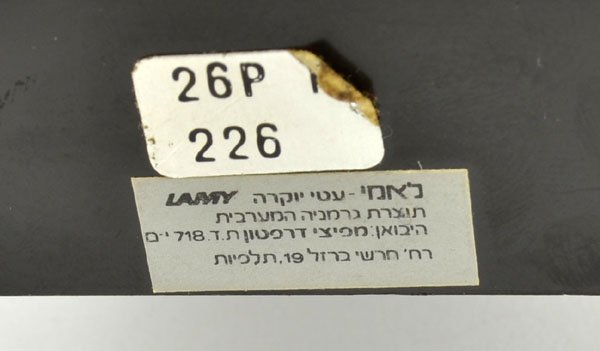 26P
226
לאמי - עטי יוקרה LAMY
תוצרת גרמניה המערבית
היבואן: מפיצי דרפטון ת.ד. 718 י-ם
רח' חרשי ברזל 19, תלפיות